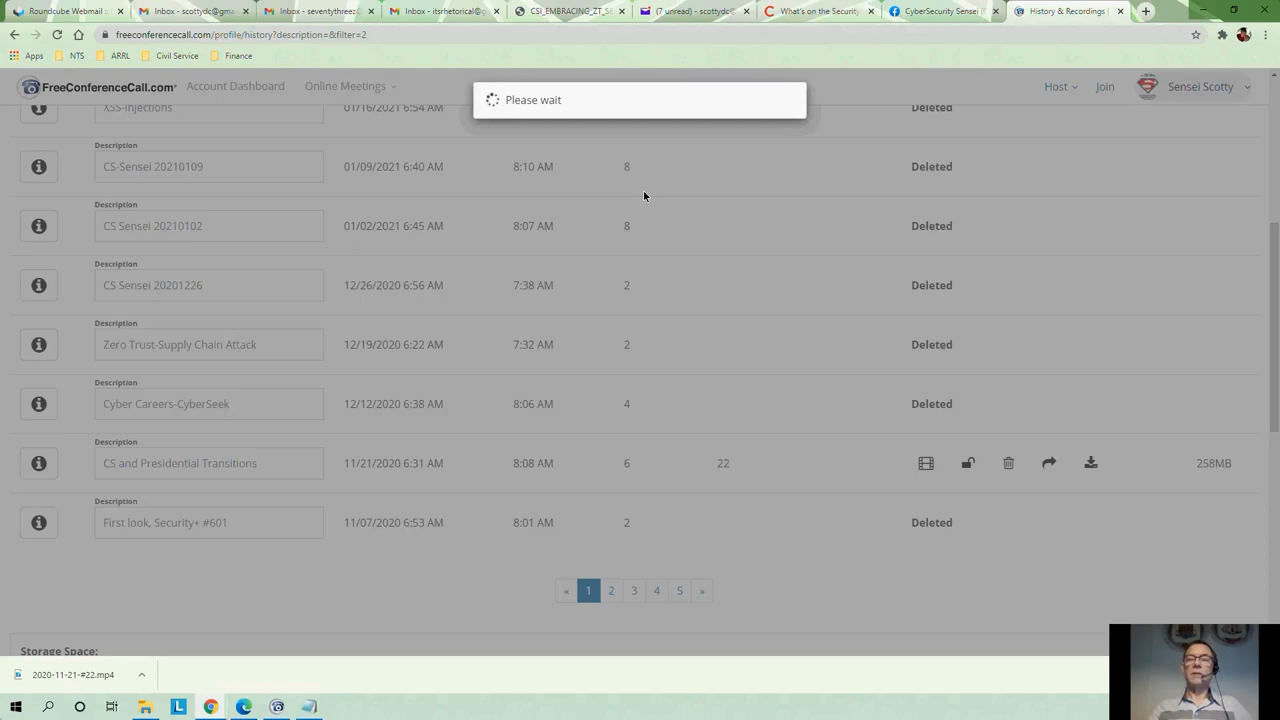 Roundcube Webmail ::
Inbox - scottydc@gma
Inbox - seventythreez
Inbox - itsrhetorical@g
CSI_EMBRACING_ZT_SE
(7 unread) - scottydc@
What's on the Security
CyberSecurity Sensei (
History & Recordings |
freeconferencecall.com/profile/history?description=&filter=2
Apps NTS ARRL Civil Service Finance
FreeConferenceCall.com Account Dashboard Online Meetings Host Join Sensei Scotty
Please wait
XSS-Injections 01/16/2021 6:54 AM Deleted
Description
CS-Sensei 20210109 01/09/2021 6:40 AM 8:10 AM 8 Deleted
Description
CS Sensei 20210102 01/02/2021 6:45 AM 8:07 AM 8 Deleted
Description
CS Sensei 20201226 12/26/2020 6:56 AM 7:38 AM 2 Deleted
Description
Zero Trust-Supply Chain Attack 12/19/2020 6:22 AM 7:32 AM 2 Deleted
Description
Cyber Careers-CyberSeek 12/12/2020 6:38 AM 8:06 AM 4 Deleted
Description
CS and Presidential Transitions 11/21/2020 6:31 AM 8:08 AM 6 22 258MB
Description
First look, Security+ #601 11/07/2020 6:53 AM 8:01 AM 2 Deleted
« 1 2 3 4 5 »
Storage Space:
2020-11-21-#22.mp4